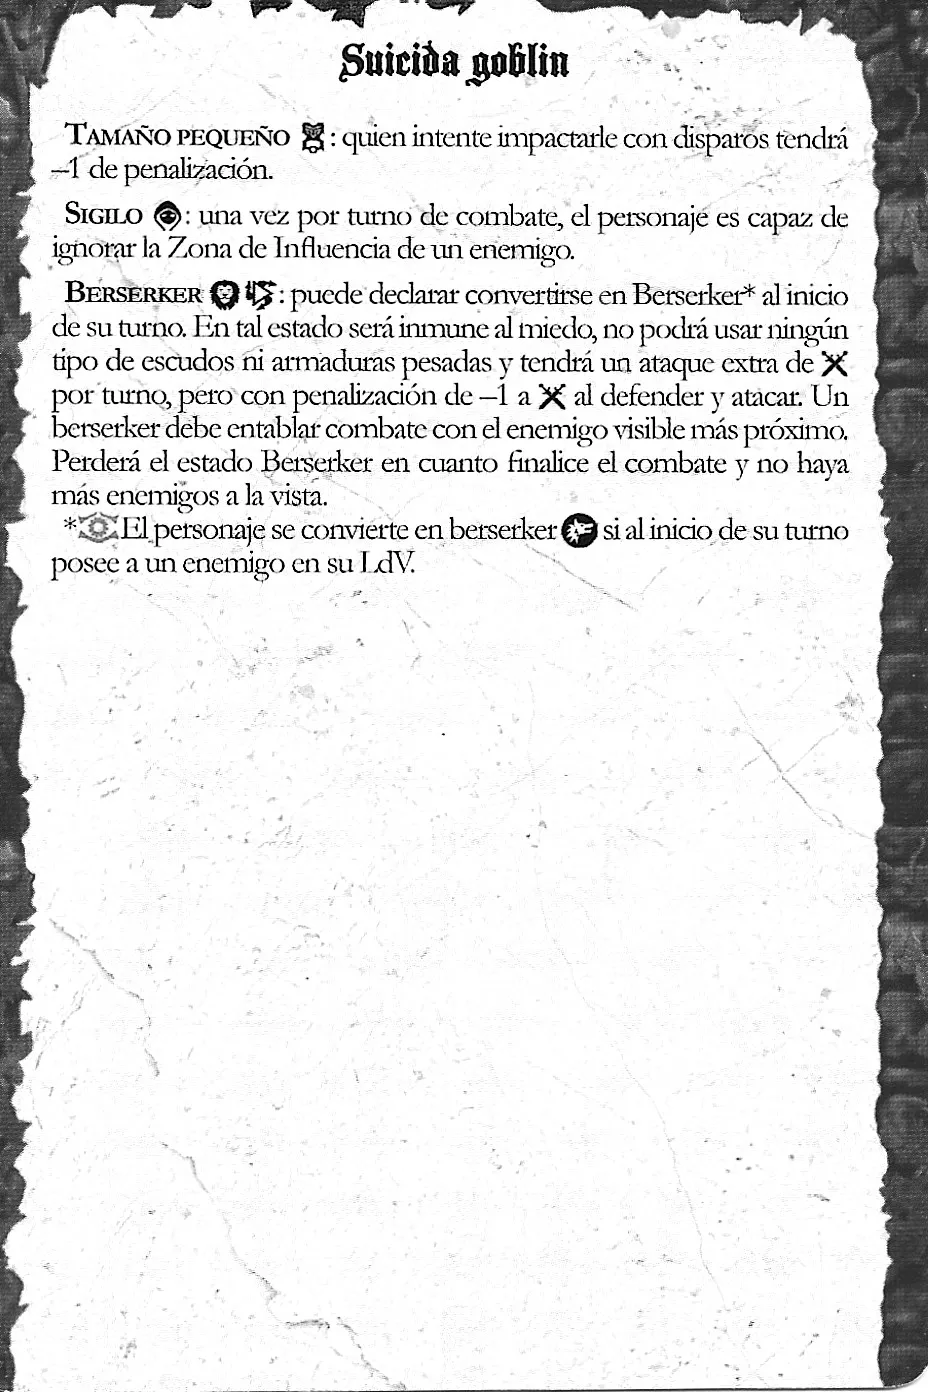 Suicida goblin
TAMAÑO PEQUEÑO : quien intente impactarle con disparos tendrá
–1 de penalización.
SIGILO : una vez por turno de combate, el personaje es capaz de
ignorar la Zona de Influencia de un enemigo.
BERSERKER : puede declarar convertirse en Berserker* al inicio
de su turno. En tal estado será inmune al miedo, no podrá usar ningún
tipo de escudos ni armaduras pesadas y tendrá un ataque extra de
por turno, pero con penalización de –1 a al defender y atacar. Un
berserker debe entablar combate con el enemigo visible más próximo.
Perderá el estado Berserker en cuanto finalice el combate y no haya
más enemigos a la vista.
* El personaje se convierte en berserker si al inicio de su turno
posee a un enemigo en su LdV.